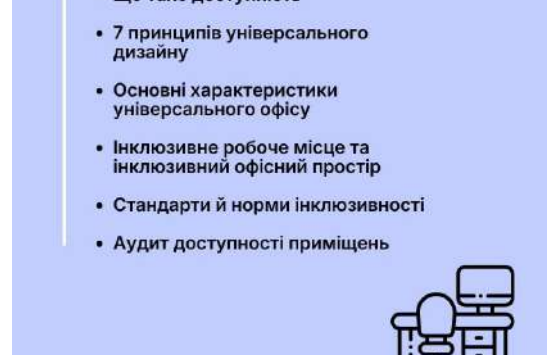 • 7 принципів універсального
дизайну
• Основні характеристики
універсального офісу
• Інклюзивне робоче місце та
інклюзивний офісний простір
• Стандарти й норми інклюзивності
• Аудит доступності приміщень